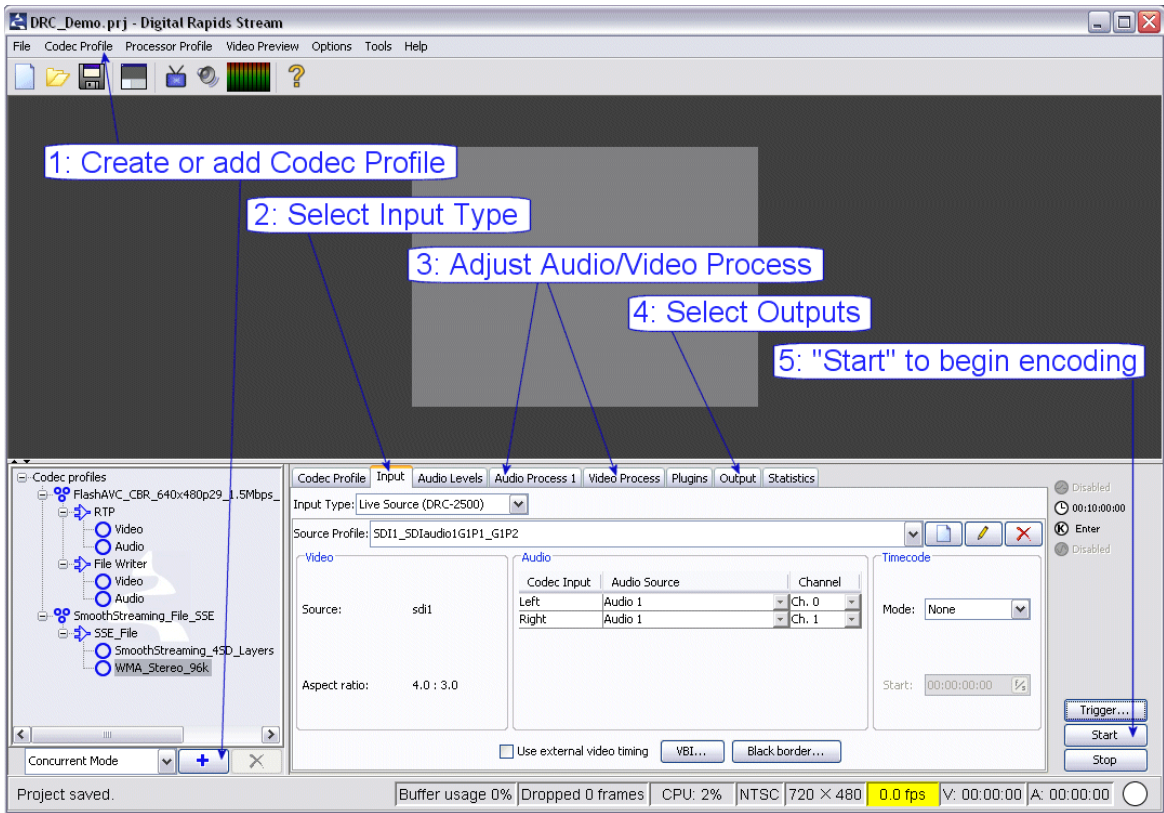 DRC_Demo.prj - Digital Rapids Stream
File Codec Profile Processor Profile Video Preview Options Tools Help
1: Create or add Codec Profile
2: Select Input Type
3: Adjust Audio/Video Process
4: Select Outputs
5: "Start" to begin encoding
Codec profiles
FlashAVC_CBR_640x480p29_1.5Mbps_
RTP
Video
Audio
File Writer
Video
Audio
SmoothStreaming_File_SSE
SSE_File
SmoothStreaming_4SD_Layers
WMA_Stereo_96k
Concurrent Mode
Codec Profile Input Audio Levels Audio Process 1 Video Process Plugins Output Statistics
Input Type: Live Source (DRC-2500)
Source Profile: SDI1_SDIaudio1G1P1_G1P2
Video
Source: sdi1
Aspect ratio: 4.0 : 3.0
Audio
Codec Input Audio Source Channel
Left Audio 1 Ch. 0
Right Audio 1 Ch. 1
Timecode
Mode: None
Start: 00:00:00:00
Use external video timing VBI... Black border...
Disabled
00:10:00:00
K Enter
Disabled
Trigger...
Start
Stop
Project saved. Buffer usage 0% Dropped 0 frames CPU: 2% NTSC 720 × 480 0.0 fps V: 00:00:00 A: 00:00:00